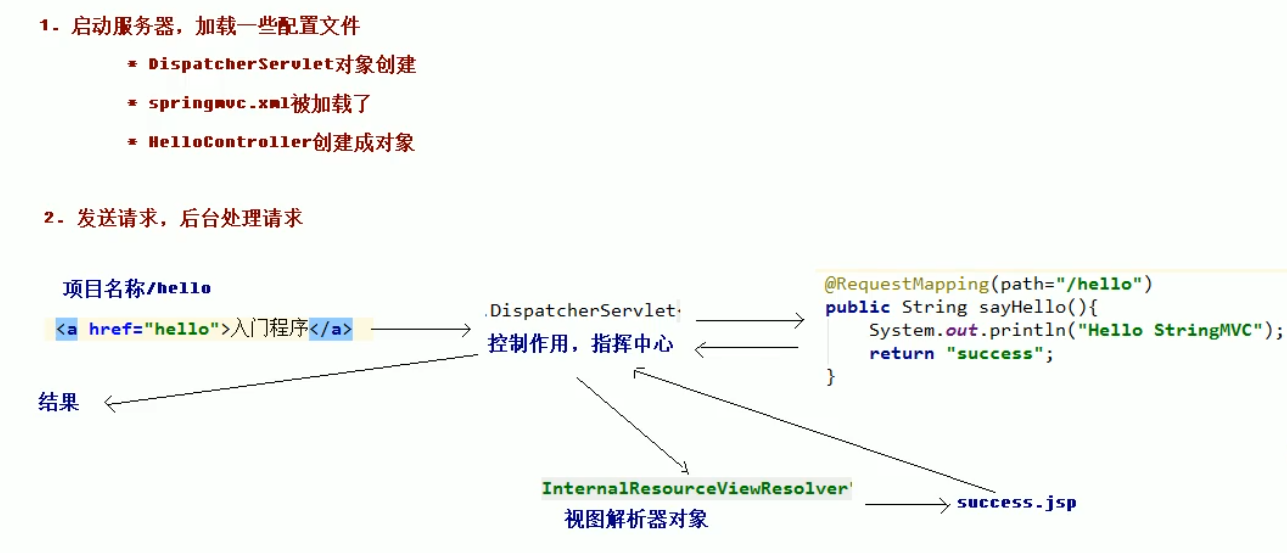 1. 启动服务器，加载一些配置文件
* DispatcherServlet对象创建
* springmvc.xml被加载了
* HelloController创建成对象
2. 发送请求，后台处理请求
项目名称/hello
<a href="hello">入门程序</a>
.DispatcherServlet
控制作用，指挥中心
@RequestMapping(path="/hello")
public String sayHello(){
System.out.println("Hello StringMVC");
return "success";
}
结果
InternalResourceViewResolver"
视图解析器对象
success.jsp